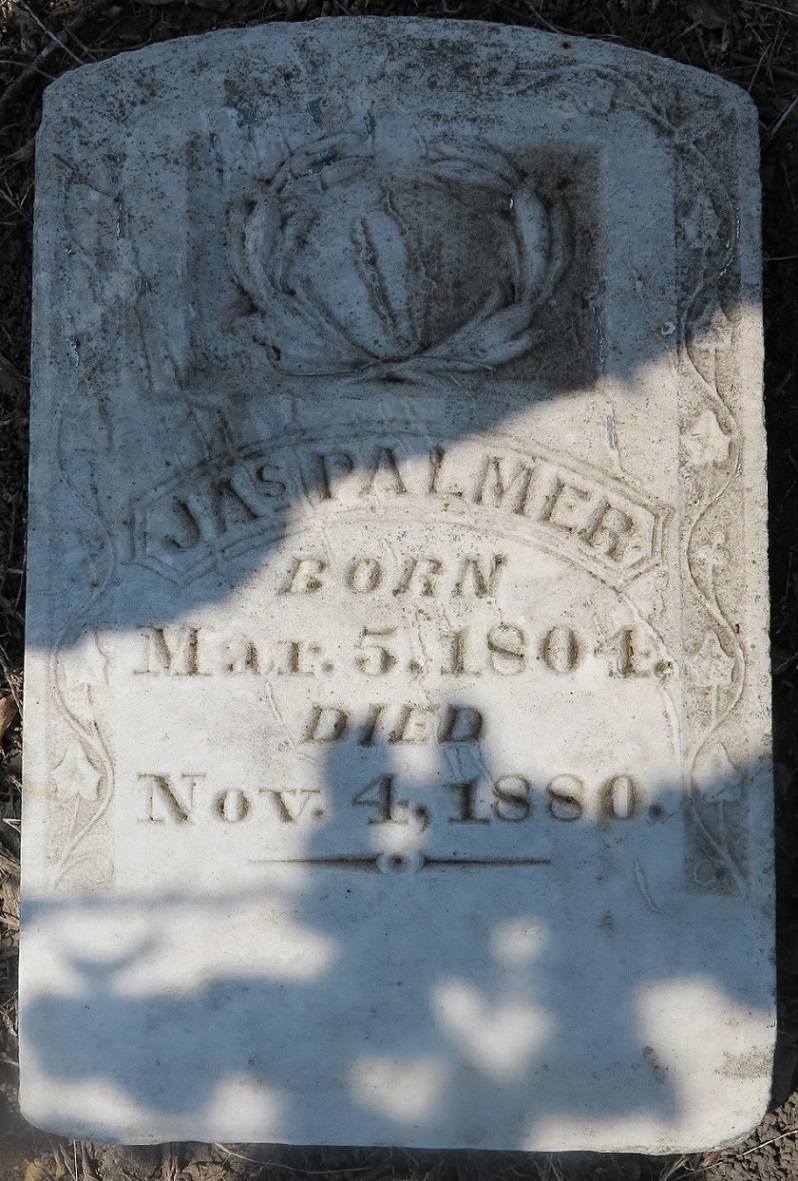 JAS PALMER
BORN
Mar. 5, 1804.
DIED
Nov. 4, 1880.